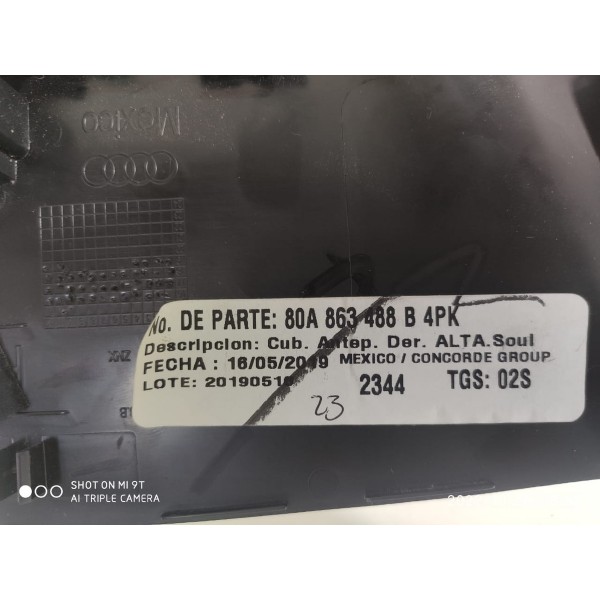 Mexico
No. DE PARTE: 80A 863 488 B 4PK
Descripcion: Cub. Antep. Der. ALTA.Soul
FECHA : 16/05/2019 MEXICO / CONCORDE GROUP
LOTE: 20190516
2344 TGS: 02S
23
SHOT ON MI 9T
AI TRIPLE CAMERA